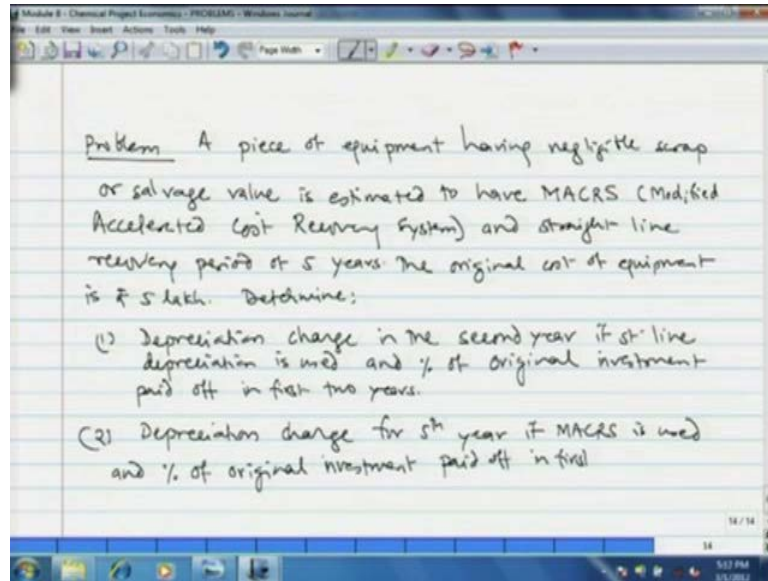 Module 8 - Chemical Project Economics - PROBLEMS - Windows Journal
File Edit View Insert Actions Tools Help
Page Width
Problem A piece of equipment having negligible scrap
or salvage value is estimated to have MACRS (Modified
Accelerated Cost Recovery System) and straight line
recovery period of 5 years. The original cost of equipment
is ₹ 5 lakh. Determine:
(1) Depreciation charge in the second year if st. line
depreciation is used and % of original investment
paid off in first two years.
(2) Depreciation charge for 5th year if MACRS is used
and % of original investment paid off in first
14 / 14
14
5:17 PM
3/1/2012